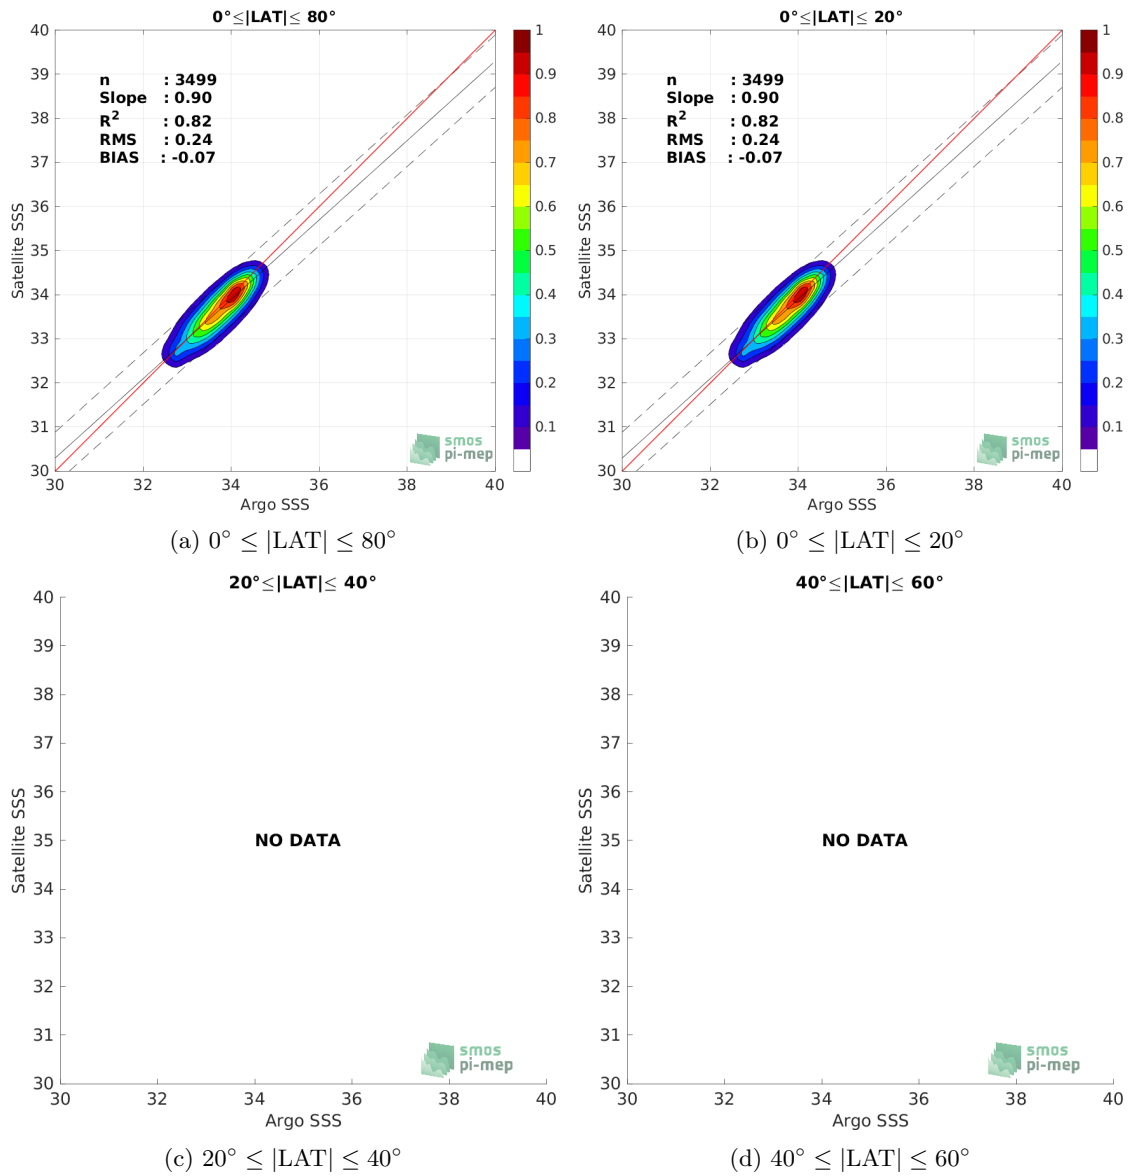 0°≤|LAT|≤ 80°
40
39
38
37
36
35
34
33
32
31
30
Satellite SSS
n : 3499
Slope : 0.90
R2 : 0.82
RMS : 0.24
BIAS : -0.07
smos
pi-mep
30 32 34 36 38 40
Argo SSS
1
0.9
0.8
0.7
0.6
0.5
0.4
0.3
0.2
0.1
(a) 0° ≤ |LAT| ≤ 80°
0°≤|LAT|≤ 20°
40
39
38
37
36
35
34
33
32
31
30
Satellite SSS
n : 3499
Slope : 0.90
R2 : 0.82
RMS : 0.24
BIAS : -0.07
smos
pi-mep
30 32 34 36 38 40
Argo SSS
1
0.9
0.8
0.7
0.6
0.5
0.4
0.3
0.2
0.1
(b) 0° ≤ |LAT| ≤ 20°
20°≤|LAT|≤ 40°
40
39
38
37
36
35
34
33
32
31
30
Satellite SSS
NO DATA
smos
pi-mep
30 32 34 36 38 40
Argo SSS
(c) 20° ≤ |LAT| ≤ 40°
40°≤|LAT|≤ 60°
40
39
38
37
36
35
34
33
32
31
30
Satellite SSS
NO DATA
smos
pi-mep
30 32 34 36 38 40
Argo SSS
(d) 40° ≤ |LAT| ≤ 60°